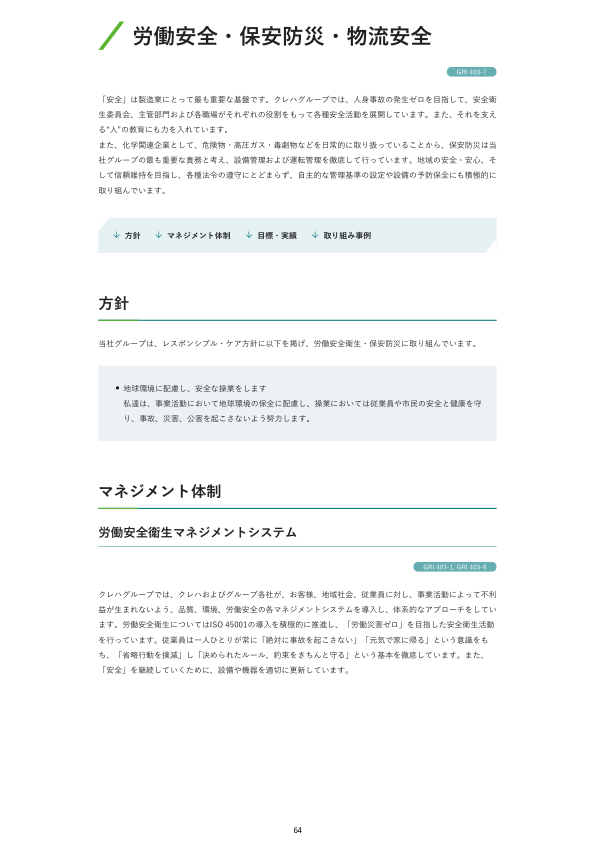 労働安全・保安防災・物流安全
GRI 403-7
「安全」は製造業にとって最も重要な基盤です。クレハグループでは、人身事故の発生ゼロを目指して、安全衛
生委員会、主管部門および各職場がそれぞれの役割をもって各種安全活動を展開しています。また、それを支え
る"人"の教育にも力を入れています。
また、化学関連企業として、危険物・高圧ガス・毒劇物などを日常的に取り扱っていることから、保安防災は当
社グループの最も重要な責務と考え、設備管理および運転管理を徹底して行っています。地域の安全・安心、そ
して信頼維持を目指し、各種法令の遵守にとどまらず、自主的な管理基準の設定や設備の予防保全にも積極的に
取り組んでいます。
↓ 方針 ↓ マネジメント体制 ↓ 目標・実績 ↓ 取り組み事例
方針
当社グループは、レスポンシブル・ケア方針に以下を掲げ、労働安全衛生・保安防災に取り組んでいます。
• 地球環境に配慮し、安全な操業をします
私達は、事業活動において地球環境の保全に配慮し、操業においては従業員や市民の安全と健康を守
り、事故、災害、公害を起こさないよう努力します。
マネジメント体制
労働安全衛生マネジメントシステム
GRI 403-1, GRI 403-8
クレハグループでは、クレハおよびグループ各社が、お客様、地域社会、従業員に対し、事業活動によって不利
益が生まれないよう、品質、環境、労働安全の各マネジメントシステムを導入し、体系的なアプローチをしてい
ます。労働安全衛生についてはISO 45001の導入を積極的に推進し、「労働災害ゼロ」を目指した安全衛生活動
を行っています。従業員は一人ひとりが常に「絶対に事故を起こさない」「元気で家に帰る」という意識をも
ち、「省略行動を撲滅」し「決められたルール、約束をきちんと守る」という基本を徹底しています。また、
「安全」を継続していくために、設備や機器を適切に更新しています。
64